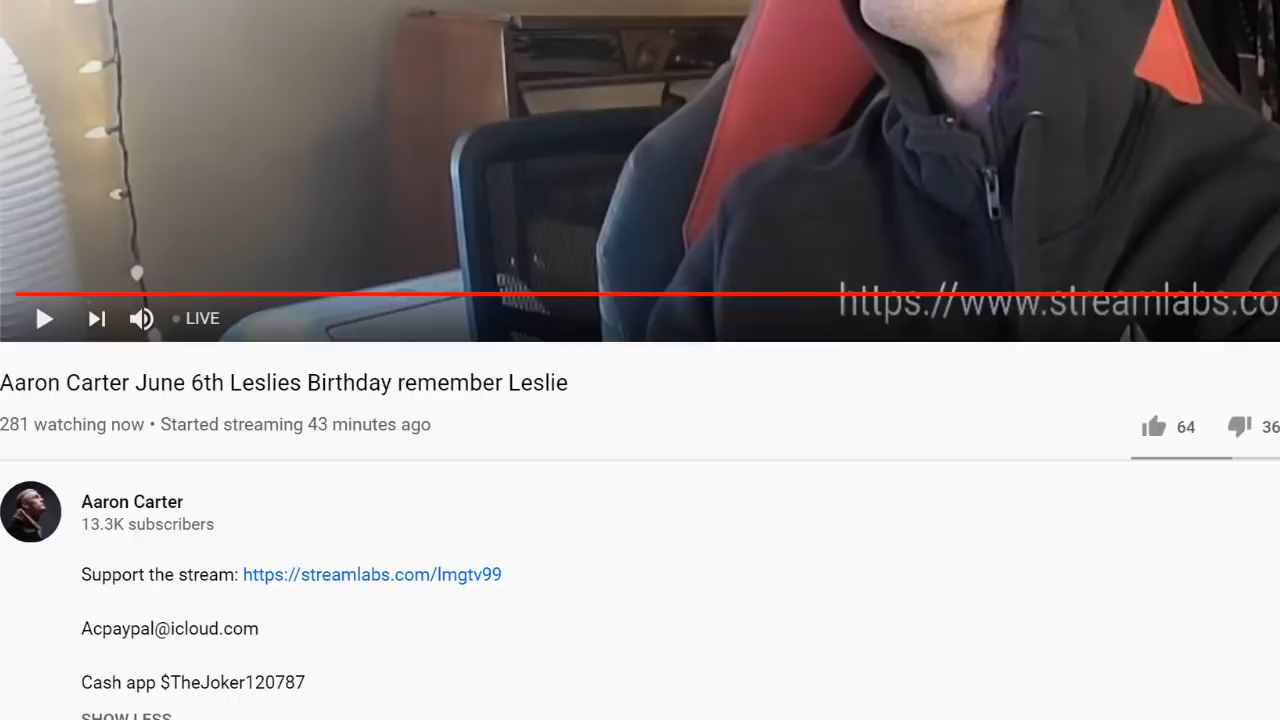 https://www.streamlabs.co
LIVE
Aaron Carter June 6th Leslies Birthday remember Leslie
281 watching now • Started streaming 43 minutes ago
64
36
Aaron Carter
13.3K subscribers
Support the stream: https://streamlabs.com/lmgtv99
Acpaypal@icloud.com
Cash app $TheJoker120787
SHOW LESS